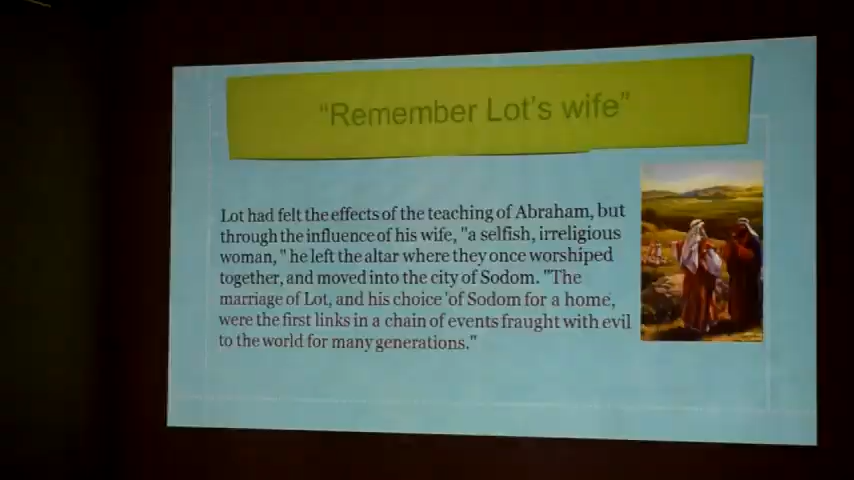 "Remember Lot's wife"
Lot had felt the effects of the teaching of Abraham, but
through the influence of his wife, "a selfish, irreligious
woman, " he left the altar where they once worshiped
together, and moved into the city of Sodom. "The
marriage of Lot, and his choice of Sodom for a home,
were the first links in a chain of events fraught with evil
to the world for many generations."